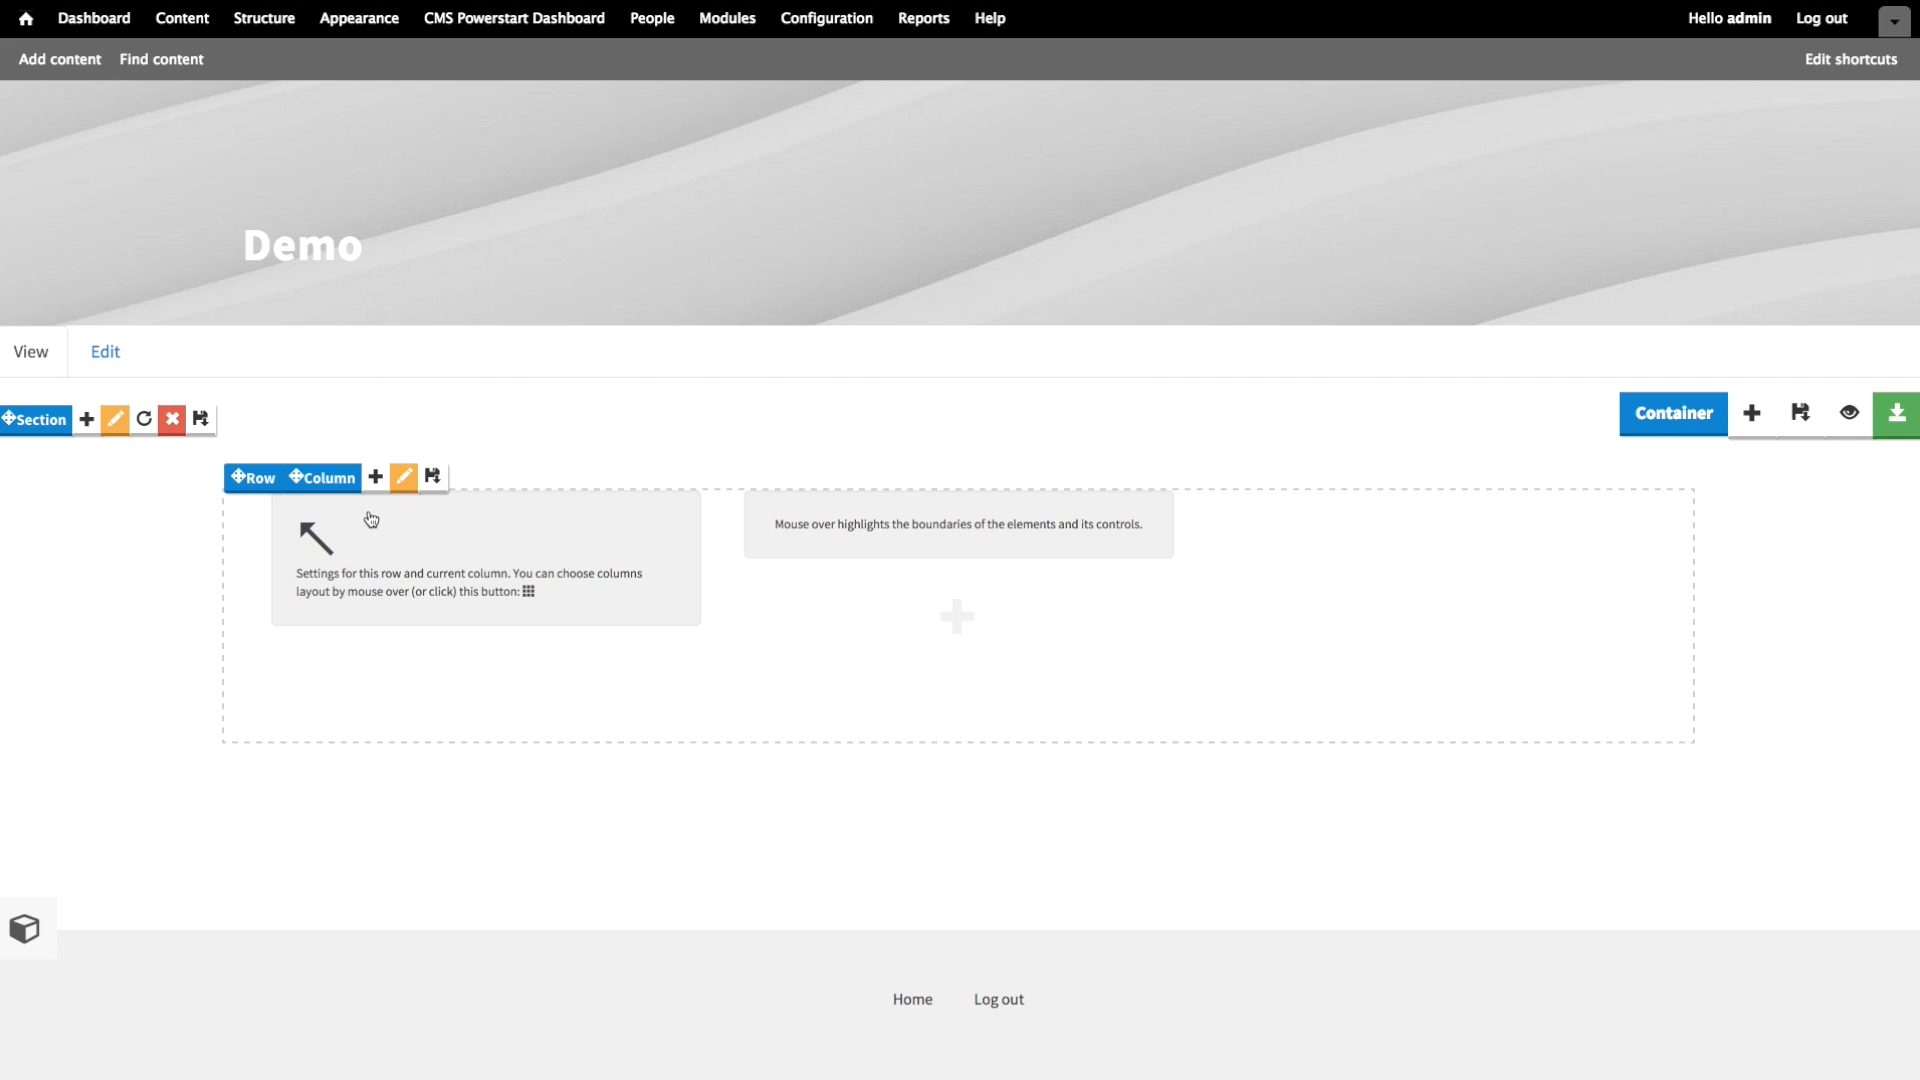 Dashboard Content Structure Appearance CMS Powerstart Dashboard People Modules Configuration Reports Help Hello admin Log out
Add content Find content Edit shortcuts
Demo
View Edit
Section Container
Row Column
Mouse over highlights the boundaries of the elements and its controls.
Settings for this row and current column. You can choose columns
layout by mouse over (or click) this button:
Home Log out